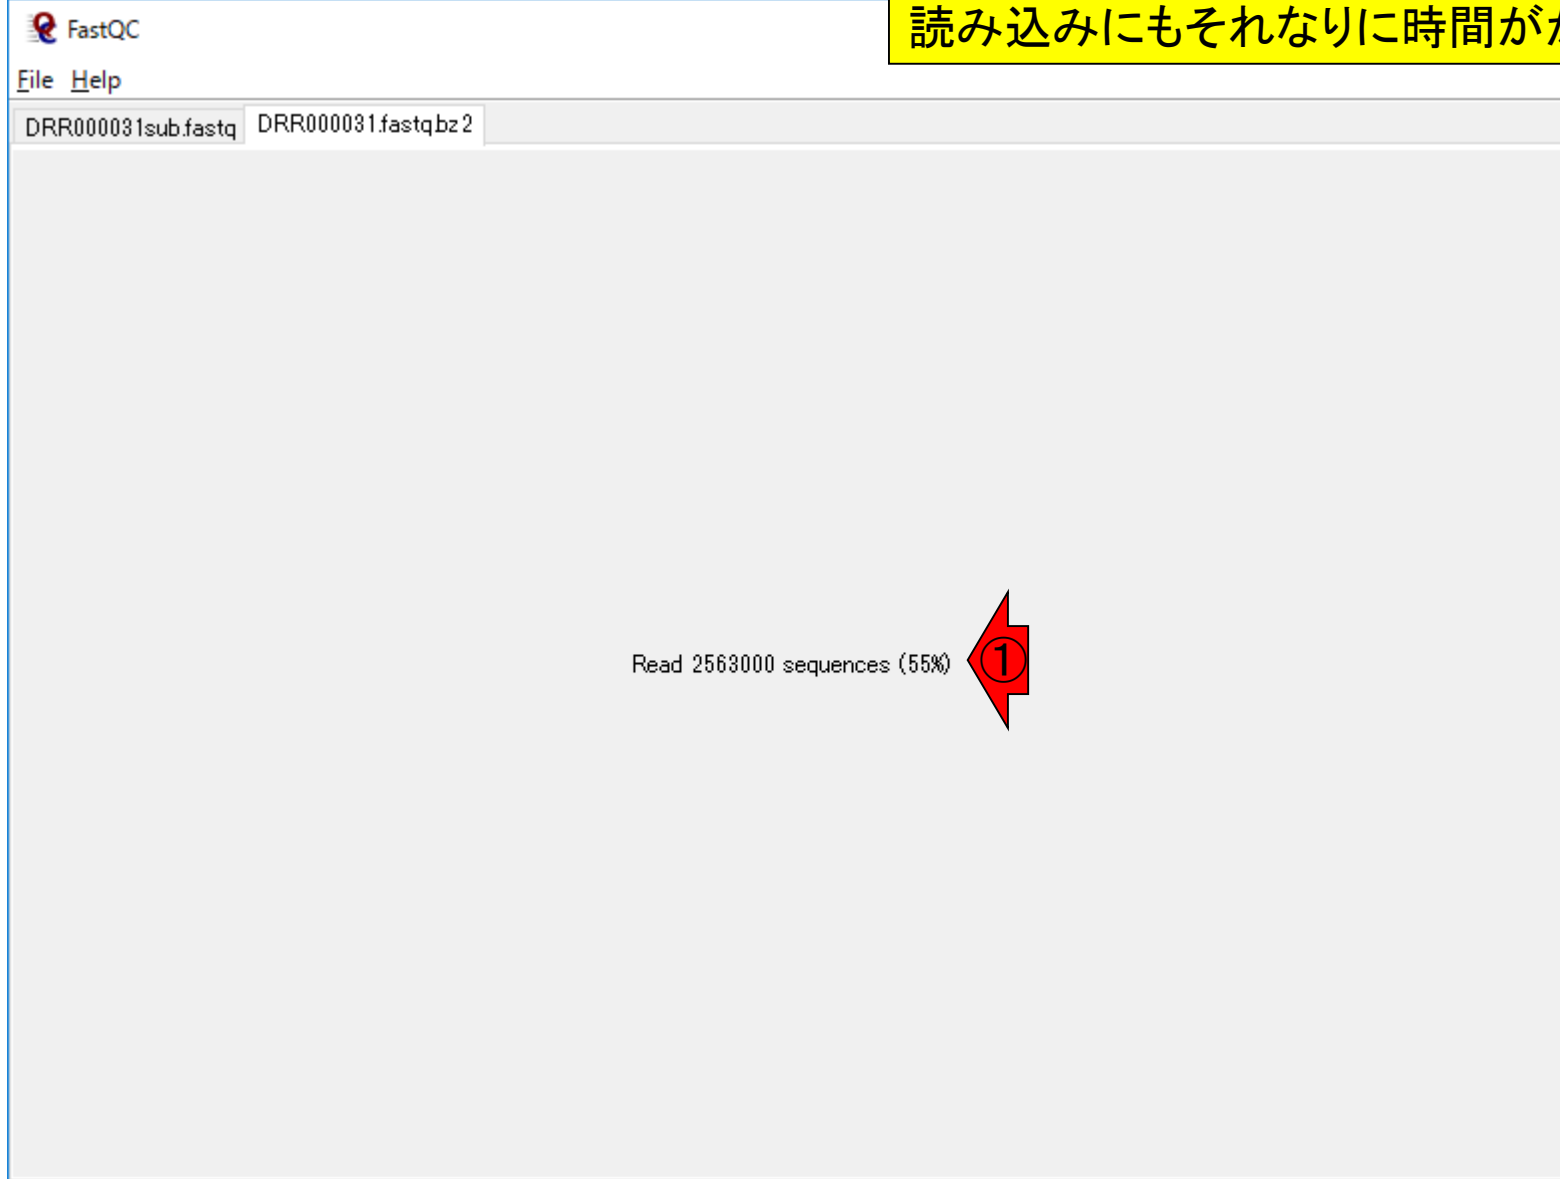 FastQC
読み込みにもそれなりに時間が
File Help
DRR000031sub.fastq DRR000031.fastq.bz2
Read 2563000 sequences (55%)
①